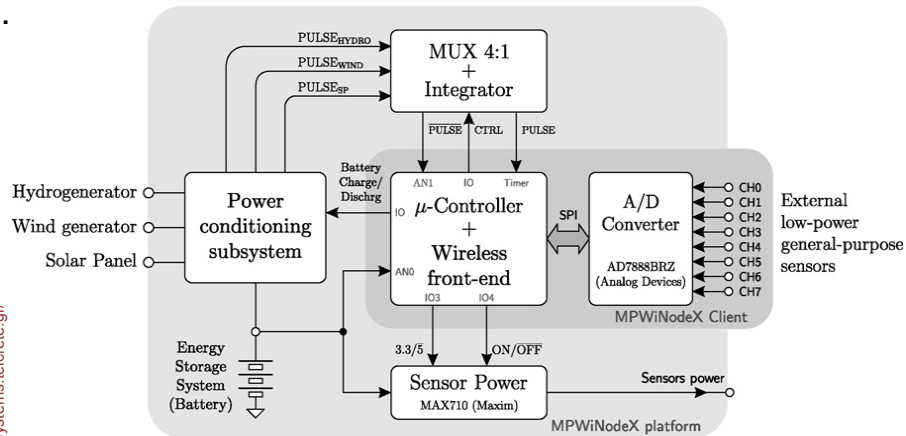 PULSE_HYDRO
PULSE_WIND
PULSE_SP
MUX 4:1
+
Integrator
P̅U̅L̅S̅E̅
CTRL
PULSE
Battery
Charge/
Dischrg
AN1
IO
Timer
IO
μ-Controller
+
Wireless
front-end
AN0
IO3
IO4
Hydrogenerator
Wind generator
Solar Panel
Power
conditioning
subsystem
SPI
A/D
Converter
AD7888BRZ
(Analog Devices)
CH0
CH1
CH2
CH3
CH4
CH5
CH6
CH7
External
low-power
general-purpose
sensors
MPWiNodeX Client
Energy
Storage
System
(Battery)
3.3/5̅
ON/O̅F̅F̅
Sensor Power
MAX710 (Maxim)
Sensors power
MPWiNodeX platform